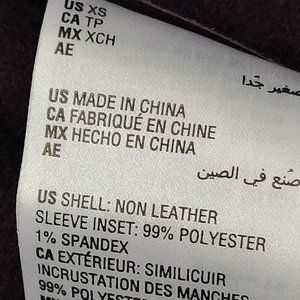 US XS
CA TP
MX XCH
AE
صغير جدا
US MADE IN CHINA
CA FABRIQUÉ EN CHINE
MX HECHO EN CHINA
AE
صنع في الصين
US SHELL: NON LEATHER
SLEEVE INSET: 99% POLYESTER
1% SPANDEX
CA EXTÉRIEUR: SIMILICUIR
INCRUSTATION DES MANCHES
99% POLYESTER